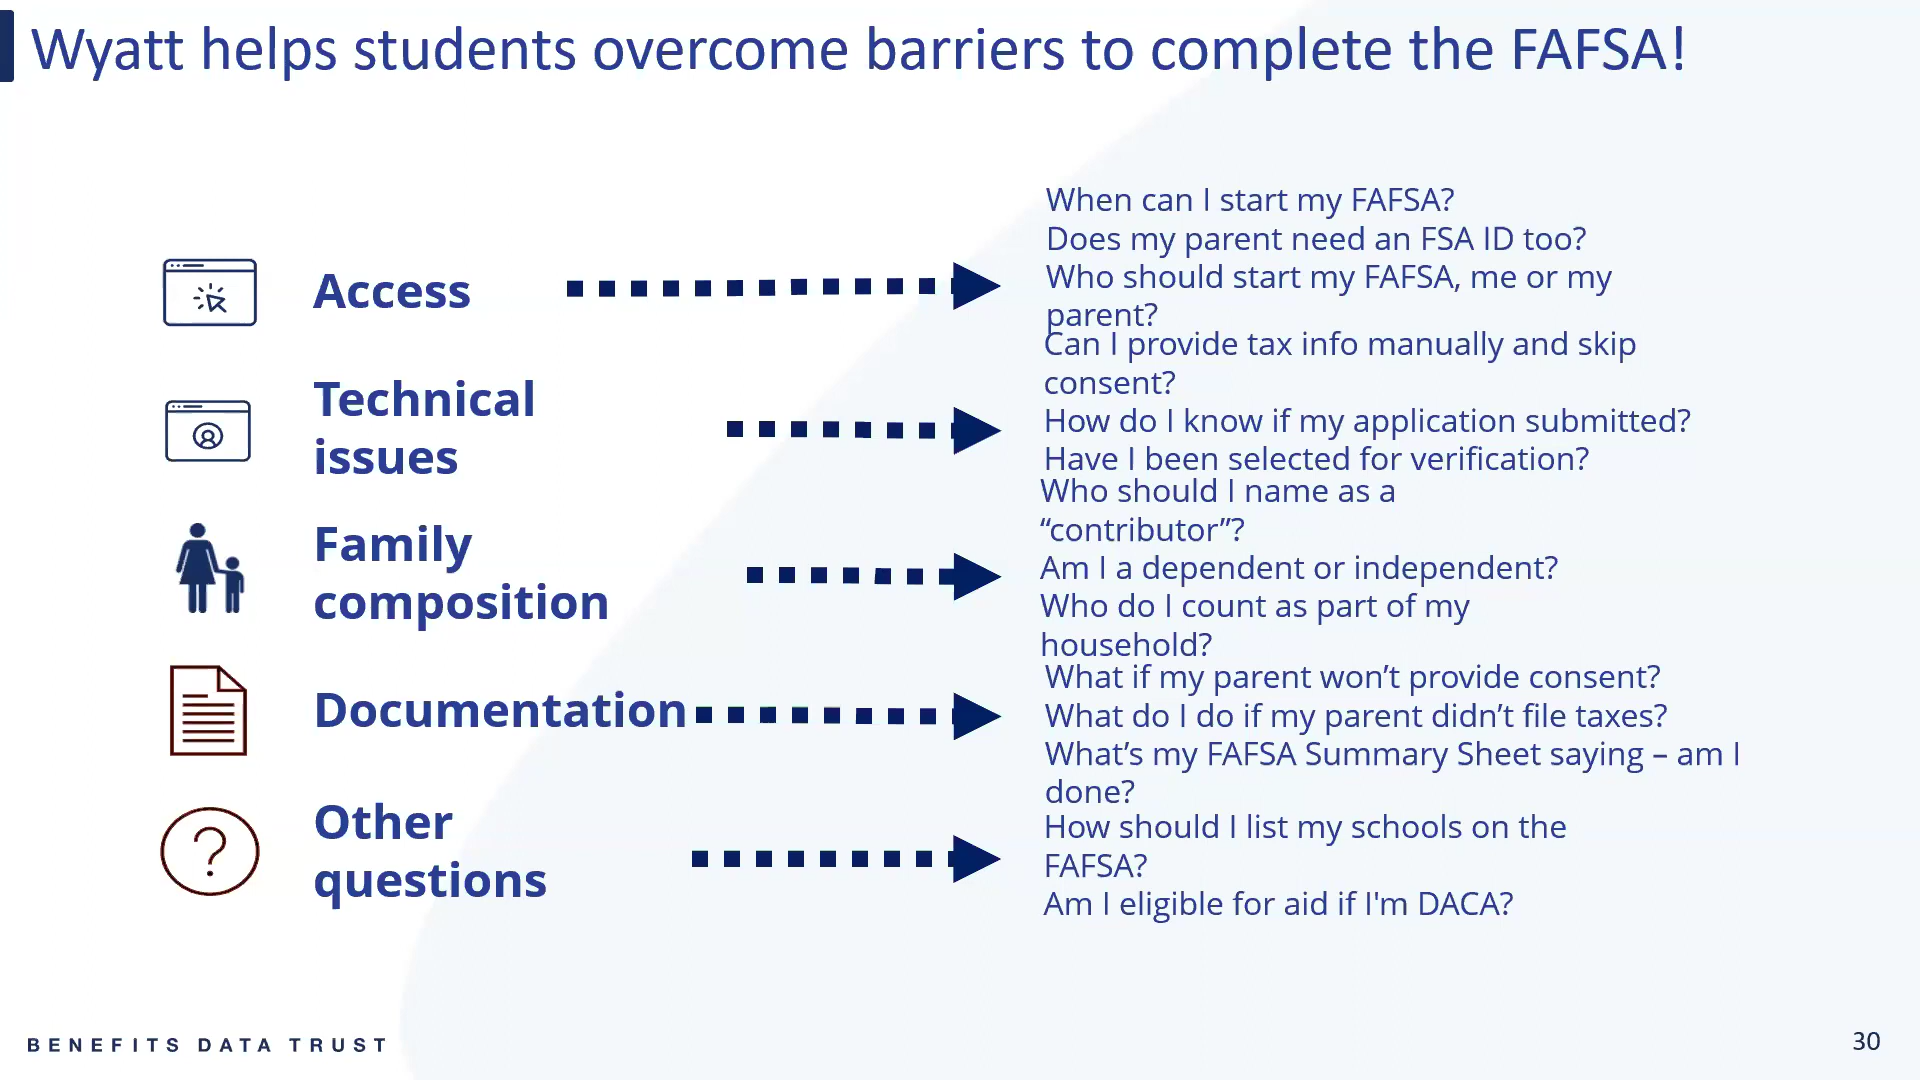 Wyatt helps students overcome barriers to complete the FAFSA!
Access
When can I start my FAFSA?
Does my parent need an FSA ID too?
Who should start my FAFSA, me or my
parent?
Technical
issues
Can I provide tax info manually and skip
consent?
How do I know if my application submitted?
Have I been selected for verification?
Family
composition
Who should I name as a
“contributor”?
Am I a dependent or independent?
Who do I count as part of my
household?
Documentation
What if my parent won’t provide consent?
What do I do if my parent didn’t file taxes?
What’s my FAFSA Summary Sheet saying – am I
done?
Other
questions
How should I list my schools on the
FAFSA?
Am I eligible for aid if I'm DACA?
BENEFITS DATA TRUST
30